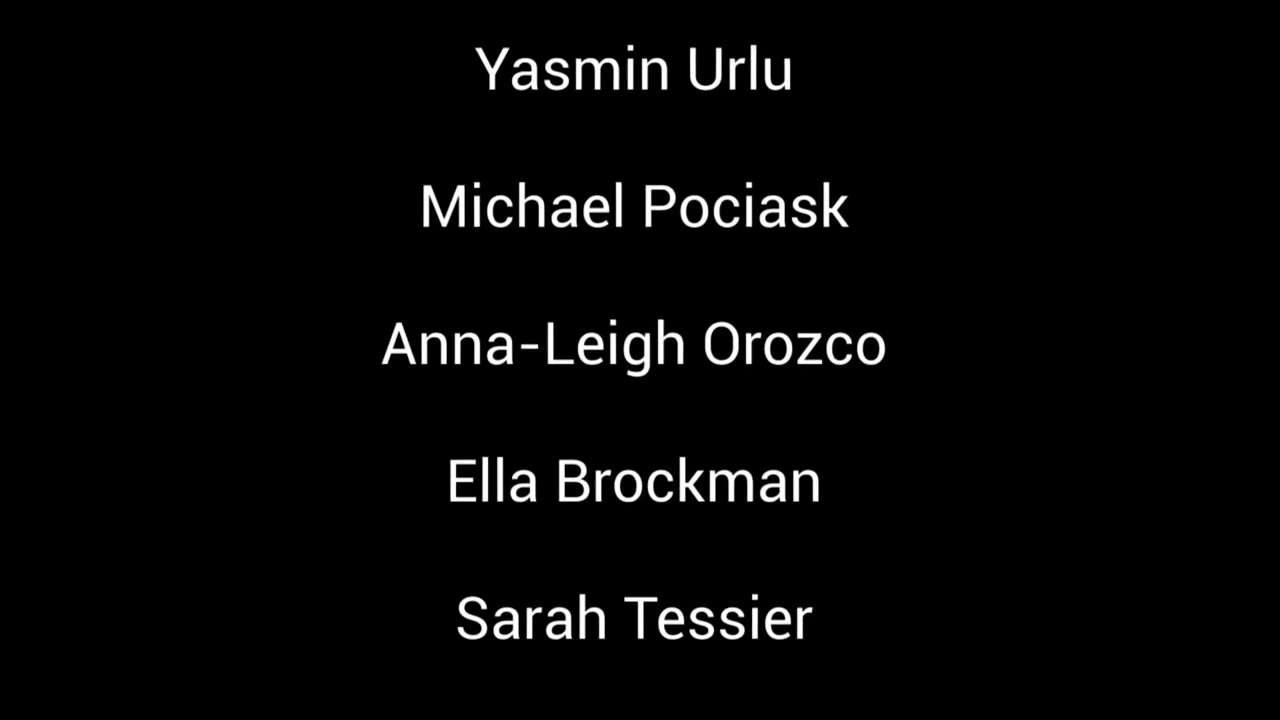 Yasmin Urlu
Michael Pociask
Anna-Leigh Orozco
Ella Brockman
Sarah Tessier